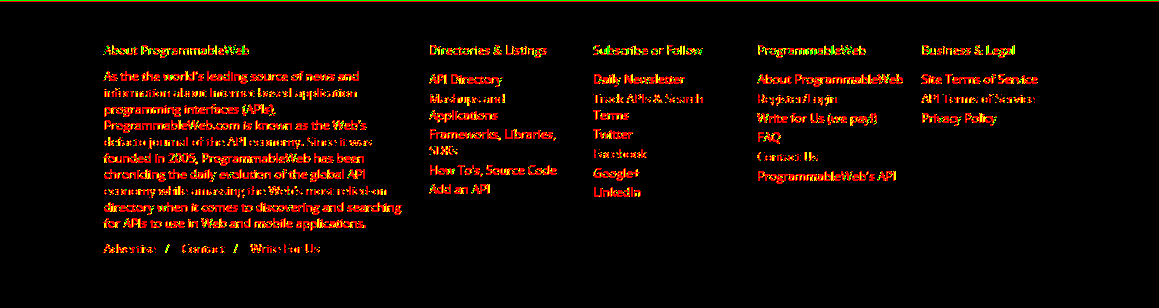 About ProgrammableWeb
As the the world's leading source of news and
information about Internet-based application
programming interfaces (APIs),
ProgrammableWeb.com is known as the Web's
defacto journal of the API economy. Since it was
founded in 2005, ProgrammableWeb has been
chronicling the daily evolution of the global API
economy while amassing the Web's most relied-on
directory when it comes to discovering and searching
for APIs to use in Web and mobile applications.
Advertise / Contact / Write For Us
Directories & Listings
API Directory
Mashups and
Applications
Frameworks, Libraries,
SDKs
How To's, Source Code
Add an API
Subscribe or Follow
Daily Newsletter
Track APIs & Search
Terms
Twitter
Facebook
Google+
LinkedIn
ProgrammableWeb
About ProgrammableWeb
Register/Login
Write for Us (we pay!)
FAQ
Contact Us
ProgrammableWeb's API
Business & Legal
Site Terms of Service
API Terms of Service
Privacy Policy